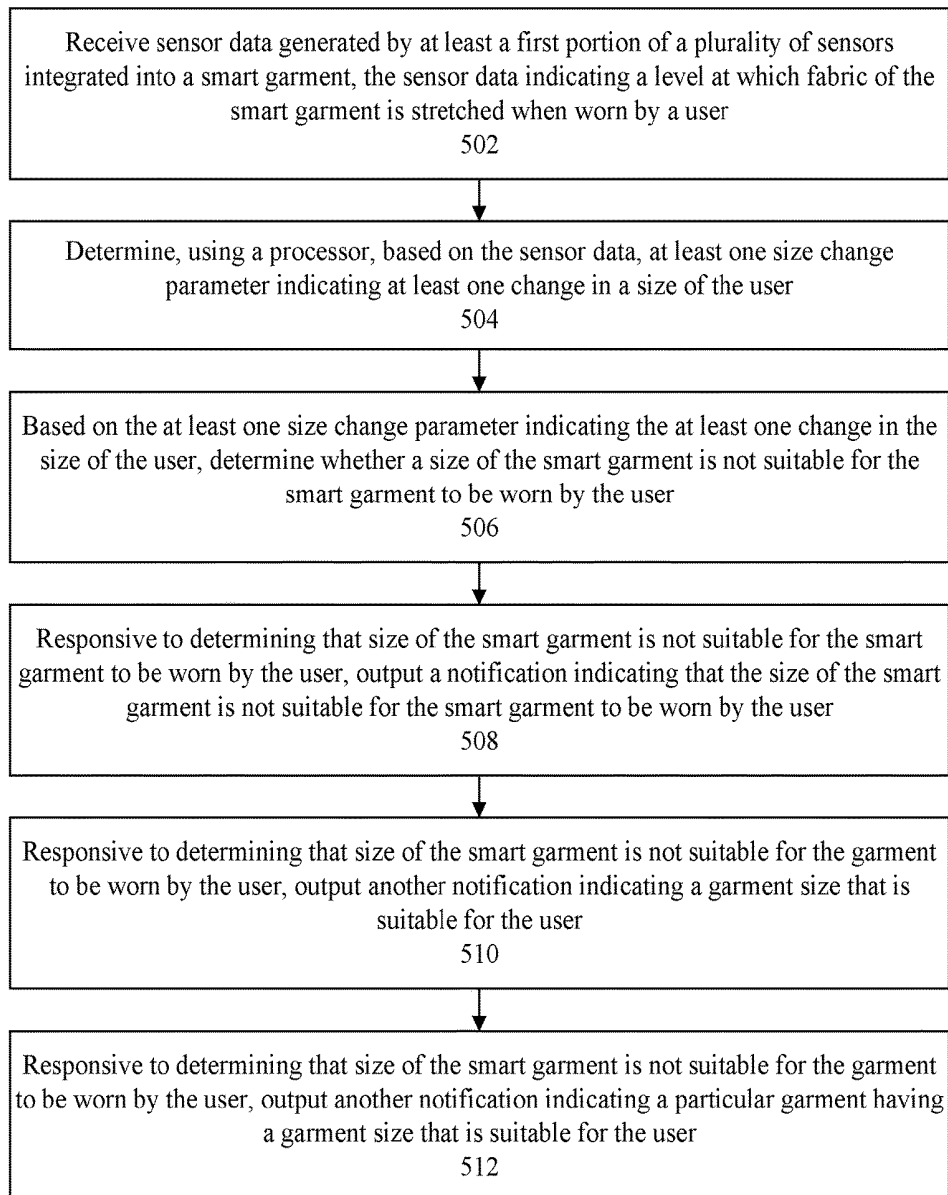 Receive sensor data generated by at least a first portion of a plurality of sensors
integrated into a smart garment, the sensor data indicating a level at which fabric of the
smart garment is stretched when worn by a user
502
Determine, using a processor, based on the sensor data, at least one size change
parameter indicating at least one change in a size of the user
504
Based on the at least one size change parameter indicating the at least one change in the
size of the user, determine whether a size of the smart garment is not suitable for the
smart garment to be worn by the user
506
Responsive to determining that size of the smart garment is not suitable for the smart
garment to be worn by the user, output a notification indicating that the size of the smart
garment is not suitable for the smart garment to be worn by the user
508
Responsive to determining that size of the smart garment is not suitable for the garment
to be worn by the user, output another notification indicating a garment size that is
suitable for the user
510
Responsive to determining that size of the smart garment is not suitable for the garment
to be worn by the user, output another notification indicating a particular garment having
a garment size that is suitable for the user
512